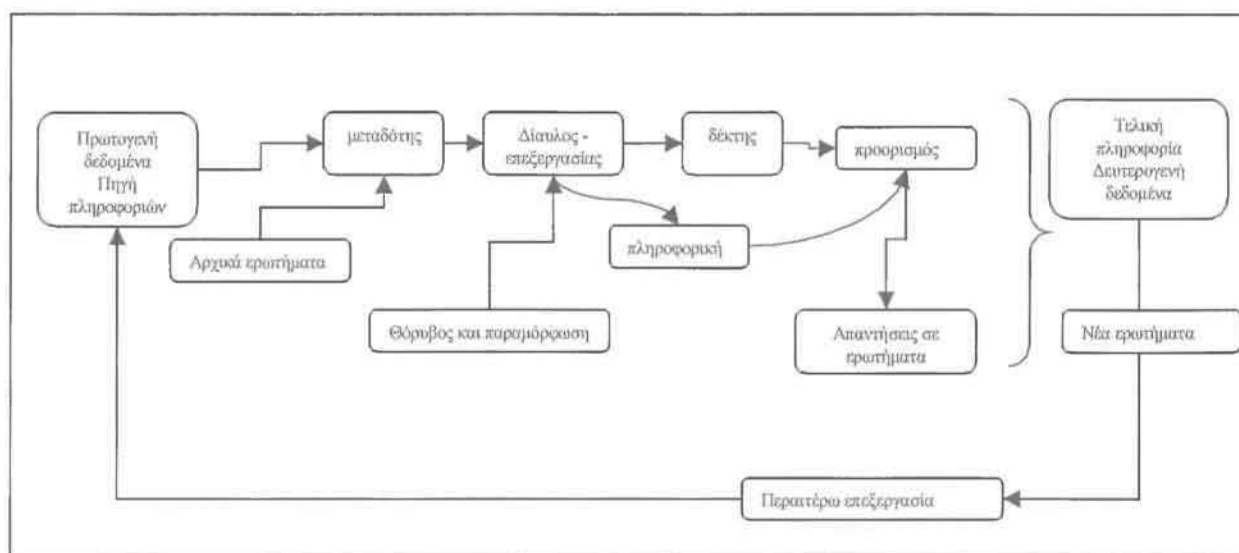 Πρωτογενή
δεδομένα
Πηγή
πληροφοριών
μεταδότης
Δίαυλος -
επεξεργασίας
δέκτης
προορισμός
Τελική
πληροφορία
Δευτερογενή
δεδομένα
Αρχικά ερωτήματα
πληροφορική
Θόρυβος και παραμόρφωση
Απαντήσεις σε
ερωτήματα
Νέα ερωτήματα
Περαιτέρω επεξεργασία